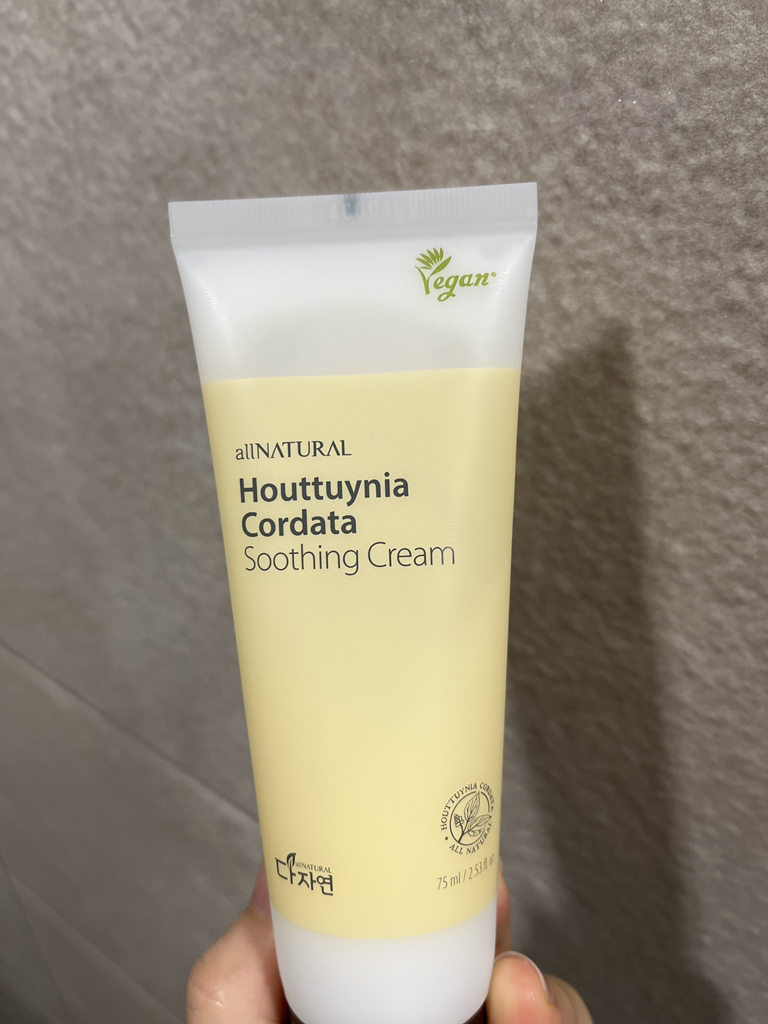 Vegan
allNATURAL
Houttuynia
Cordata
Soothing Cream
HOUTTUYNIA CORDATA
ALL NATURAL
allNATURAL
다자연
75 ml / 2.53 fl. oz